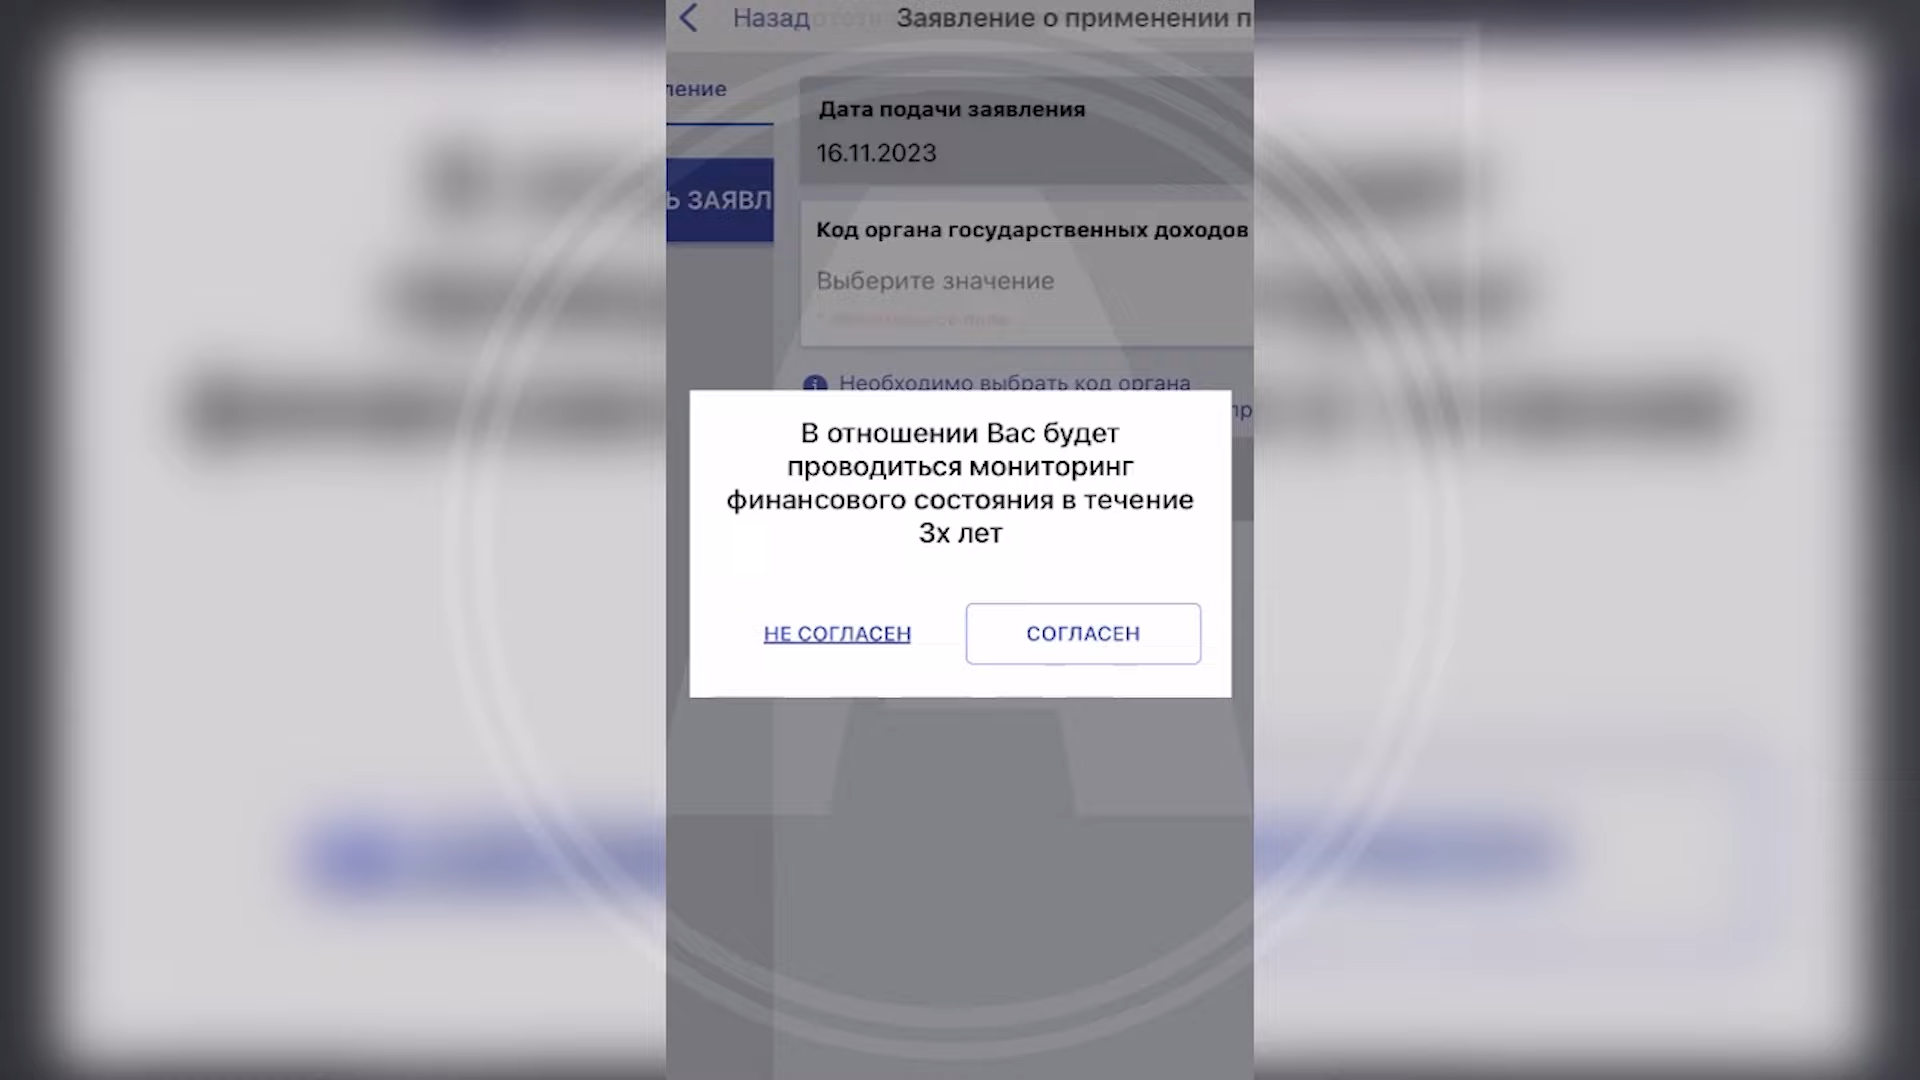 Назад
Заявление о применении п
ление
Дата подачи заявления
16.11.2023
Ь ЗАЯВЛ
Код органа государственных доходов
Выберите значение
Необходимо выбрать код органа
пр
В отношении Вас будет
проводиться мониторинг
финансового состояния в течение
3х лет
НЕ СОГЛАСЕН
СОГЛАСЕН